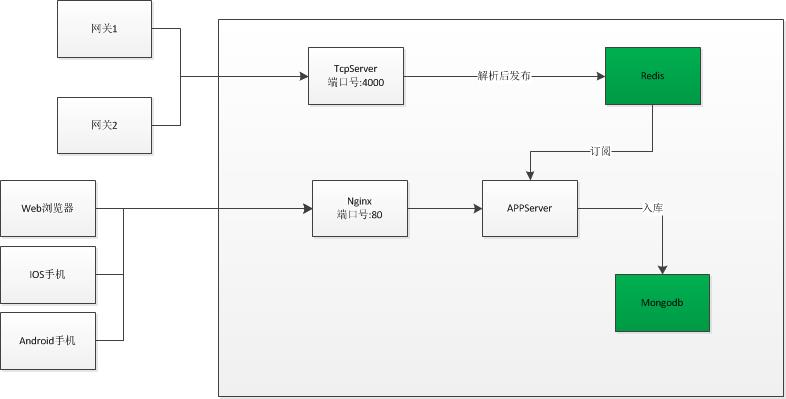 网关1
网关2
TcpServer
端口号:4000
解析后发布
Redis
订阅
Web浏览器
IOS手机
Android手机
Nginx
端口号:80
APPServer
入库
Mongodb